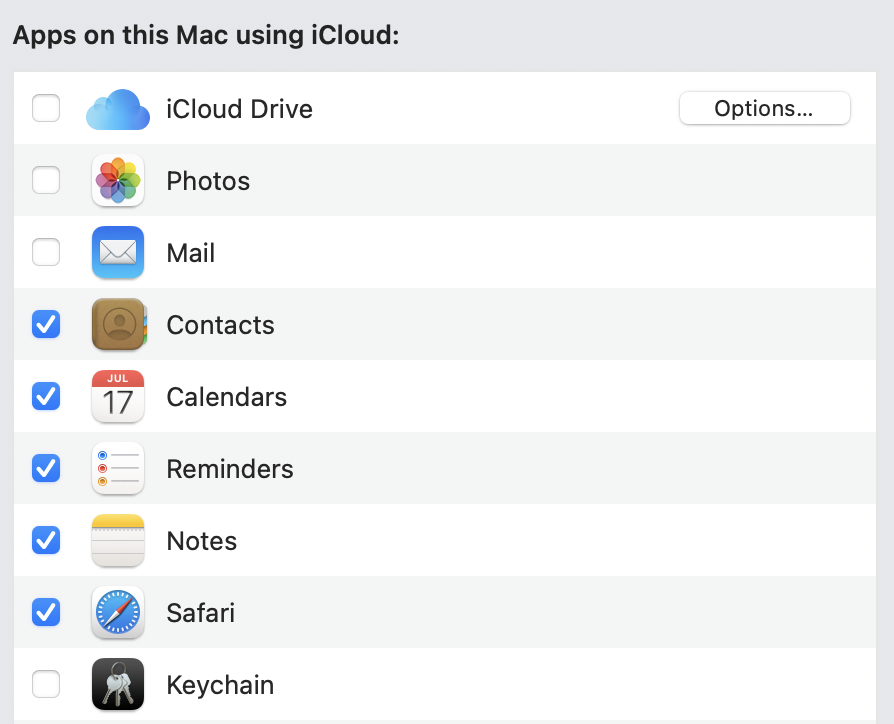 Apps on this Mac using iCloud:
iCloud Drive
Options...
Photos
Mail
Contacts
JUL
17
Calendars
Reminders
Notes
Safari
Keychain